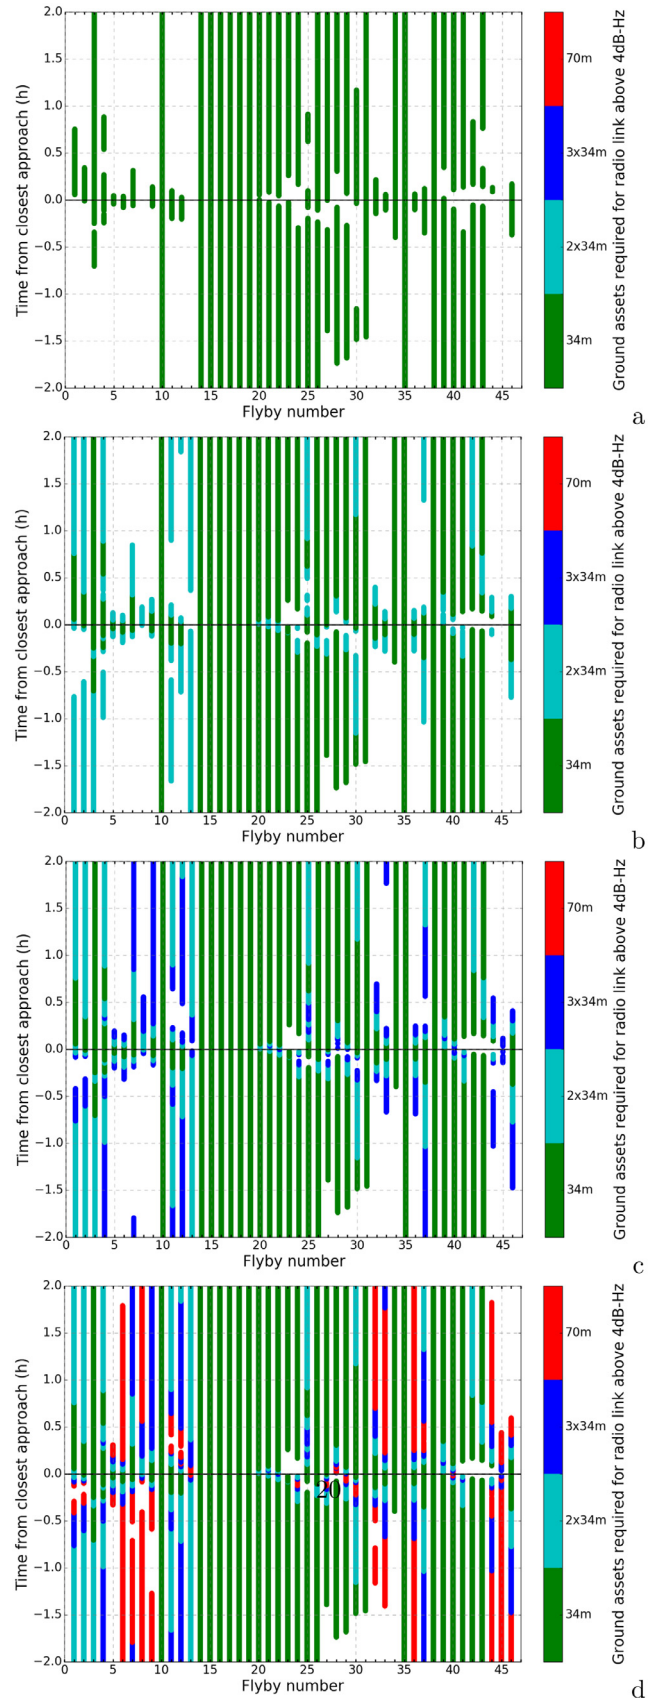 2.0
1.5
1.0
0.5
0.0
−0.5
−1.0
−1.5
−2.0
Time from closest approach (h)
0 5 10 15 20 25 30 35 40 45
Flyby number
70m
3x34m
2x34m
34m
Ground assets required for radio link above 4dB-Hz
a
2.0
1.5
1.0
0.5
0.0
−0.5
−1.0
−1.5
−2.0
Time from closest approach (h)
0 5 10 15 20 25 30 35 40 45
Flyby number
70m
3x34m
2x34m
34m
Ground assets required for radio link above 4dB-Hz
b
2.0
1.5
1.0
0.5
0.0
−0.5
−1.0
−1.5
−2.0
Time from closest approach (h)
0 5 10 15 20 25 30 35 40 45
Flyby number
70m
3x34m
2x34m
34m
Ground assets required for radio link above 4dB-Hz
c
2.0
1.5
1.0
0.5
0.0
−0.5
−1.0
−1.5
−2.0
Time from closest approach (h)
20
0 5 10 15 20 25 30 35 40 45
Flyby number
70m
3x34m
2x34m
34m
Ground assets required for radio link above 4dB-Hz
d